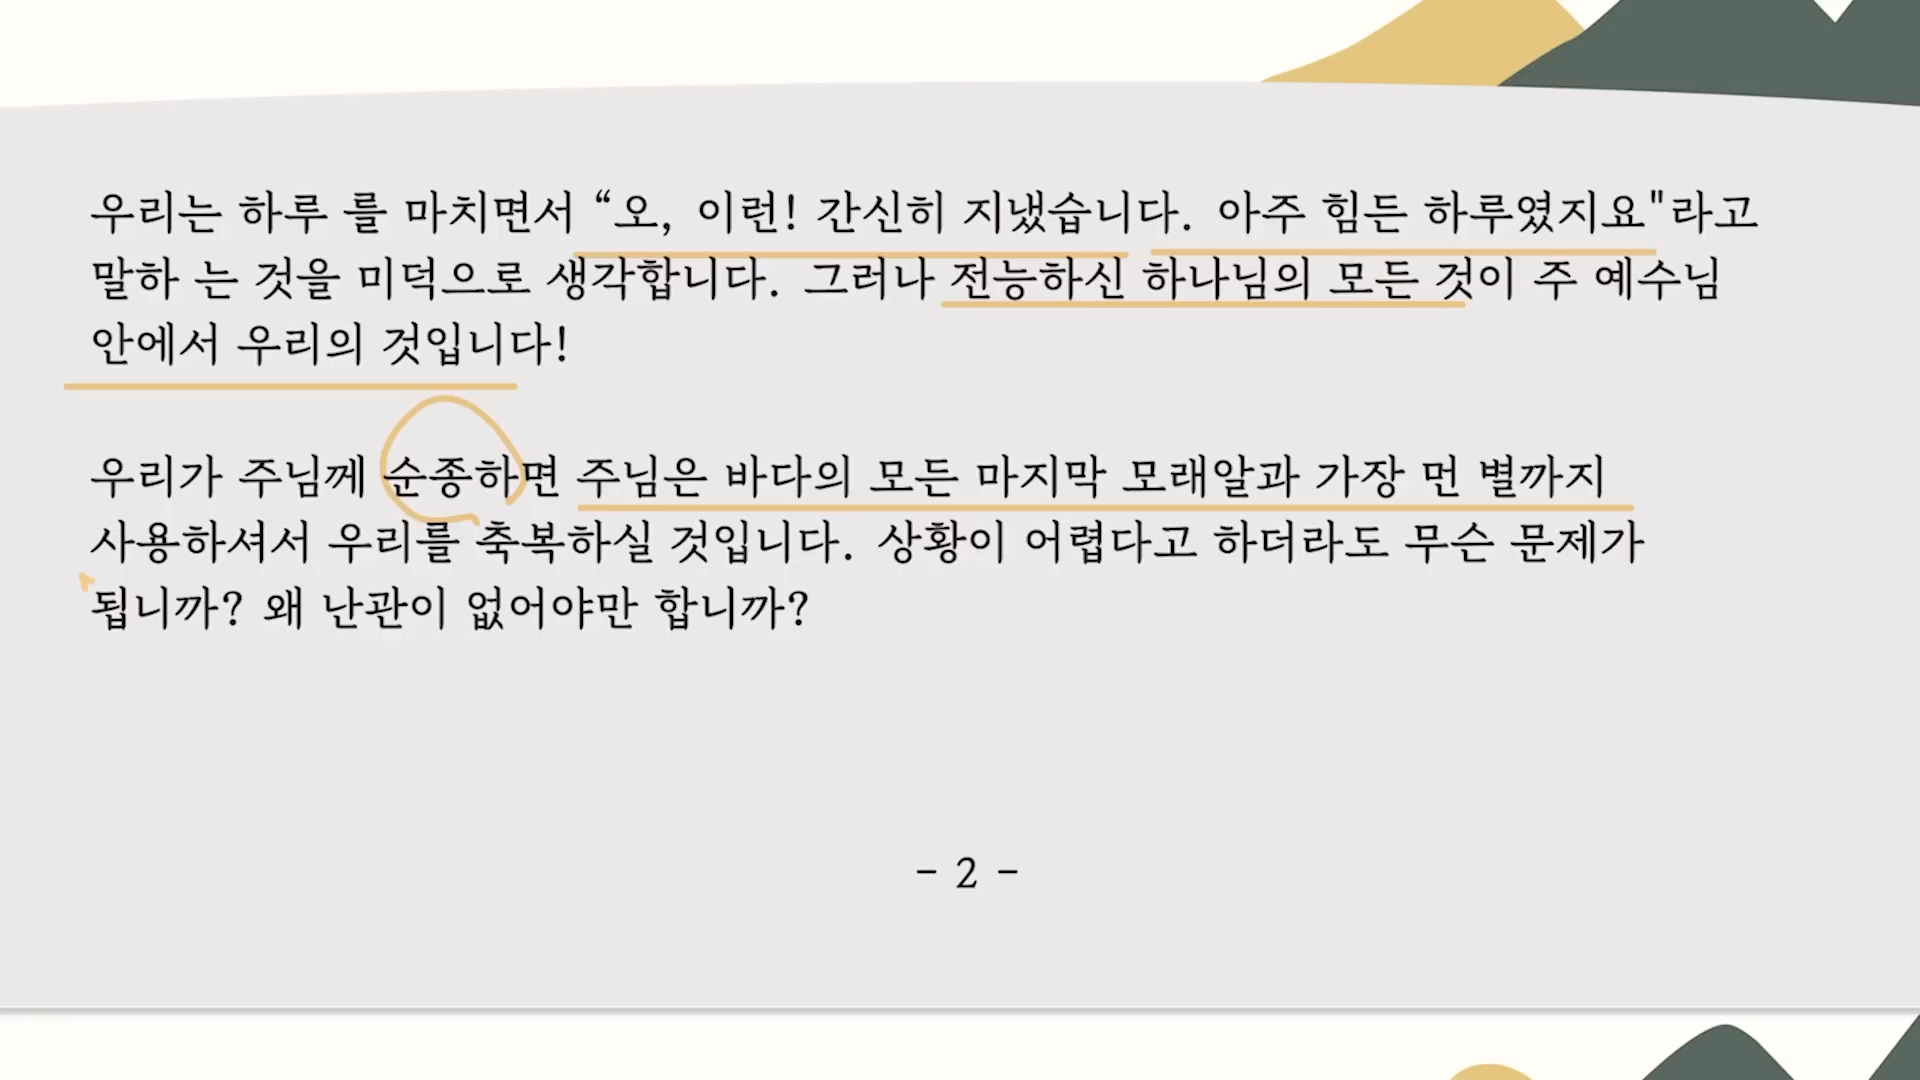 우리는 하루 를 마치면서 “오, 이런! 간신히 지냈습니다. 아주 힘든 하루였지요"라고
말하 는 것을 미덕으로 생각합니다. 그러나 전능하신 하나님의 모든 것이 주 예수님
안에서 우리의 것입니다!
우리가 주님께 순종하면 주님은 바다의 모든 마지막 모래알과 가장 먼 별까지
사용하셔서 우리를 축복하실 것입니다. 상황이 어렵다고 하더라도 무슨 문제가
됩니까? 왜 난관이 없어야만 합니까?
- 2 -